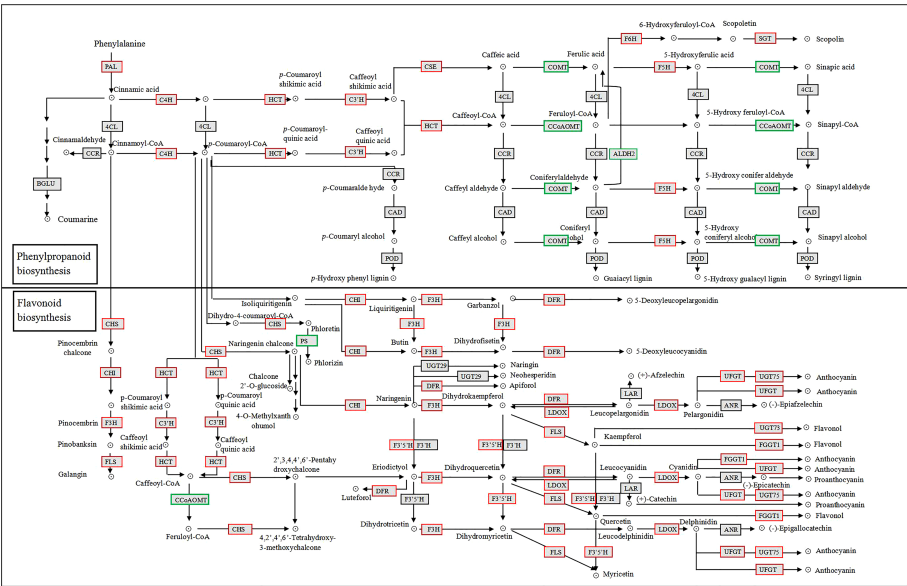 Phenylalanine
PAL
Cinnamic acid
C4H
4CL
4CL
Cinnamaldehyde
CCR
Cinnamoyl-CoA
C4H
p-Coumaroyl-CoA
BGLU
Coumarine
p-Coumaroyl
shikimic acid
Caffeoyl
shikimic acid
HCT
C3'H
p-Coumaroyl-
quinic acid
Caffeoyl
quinic acid
HCT
C3'H
CSE
HCT
CCR
p-Coumaralde hyde
CAD
p-Coumaryl alcohol
POD
p-Hydroxy phenyl lignin
6-Hydroxyferuloyl-CoA
Scopoletin
F6H
SGT
Scopolin
Caffeic acid
Ferulic acid
5-Hydroxyferulic acid
COMT
F5H
COMT
Sinapic acid
4CL
4CL
4CL
4CL
Caffeoyl-CoA
Feruloyl-CoA
5-Hydroxy feruloyl-CoA
CCoAOMT
CCoAOMT
Sinapyl-CoA
CCR
CCR
ALDH2
CCR
CCR
Coniferylaldehyde
5-Hydroxy conifer aldehyde
Caffeyl aldehyde
COMT
F5H
COMT
Sinapyl aldehyde
CAD
CAD
CAD
CAD
Coniferyl
ohol
5-Hydroxy
coniferyl alcohol
Caffeyl alcohol
COMT
F5H
COMT
Sinapyl alcohol
POD
POD
POD
Guaiacyl lignin
5-Hydroxy guaiacyl lignin
Syringyl lignin
Phenylpropanoid
biosynthesis
Flavonoid
biosynthesis
Isoliquiritigenin
CHI
Liquiritigenin
F3H
Garbanzol
DFR
5-Deoxyleucopelargonidin
Dihydro-4-coumaroyl-CoA
CHS
Phloretin
F3H
F3H
CHS
Pinocembrin
chalcone
CHS
Naringenin chalcone
PS
Phlorizin
CHI
Butin
F3H
Dihydrofisetin
DFR
5-Deoxyleucocyanidin
CHI
HCT
HCT
Chalcone
2'-O-glucoside
UGT29
Naringin
UGT29
Neohesperidin
DFR
Apiforol
p-Coumaroyl
shikimic acid
p-Coumaroyl
quinic acid
4-O-Methylxanth
ohumol
CHI
Naringenin
F3H
Dihydrokaempferol
DFR
LDOX
FLS
(+)-Afzelechin
LAR
Leucopelargonidin
LDOX
Pelargonidin
UFGT
UGT75
Anthocyanin
UFGT
Anthocyanin
ANR
(-)-Epiafzelechin
Pinocembrin
F3H
C3'H
C3'H
Pinobanksin
Caffeoyl
shikimic acid
Caffeoyl
quinic acid
FLS
Galangin
HCT
HCT
Caffeoyl-CoA
CHS
2',3,4,4',6'-Pentahy
droxychalcone
CCoAOMT
Feruloyl-CoA
CHS
4,2',4',6'-Tetrahydroxy-
3-methoxychalcone
F3'5'H
F3'H
F3'5'H
F3'H
Kaempferol
UGT73
Flavonol
FGGT1
Flavonol
Eriodictyol
F3H
Dihydroquercetin
DFR
LDOX
FLS
Leucocyanidin
LDOX
Cyanidin
FGGT1
Anthocyanin
UFGT
Anthocyanin
ANR
Proanthocyanin
(-)-Epicatechin
LAR
(+)-Catechin
UFGT
UGT75
Anthocyanin
Proanthocyanin
Luteforol
DFR
F3'5'H
F3'5'H
F3'5'H
F3'H
FGGT1
Flavonol
Quercetin
Dihydrotricetin
F3H
Dihydromyricetin
DFR
Leucodelphinidin
LDOX
Delphinidin
ANR
(-)-Epigallocatechin
FLS
F3'5'H
UFGT
UGT75
Anthocyanin
UFGT
Anthocyanin
Myricetin